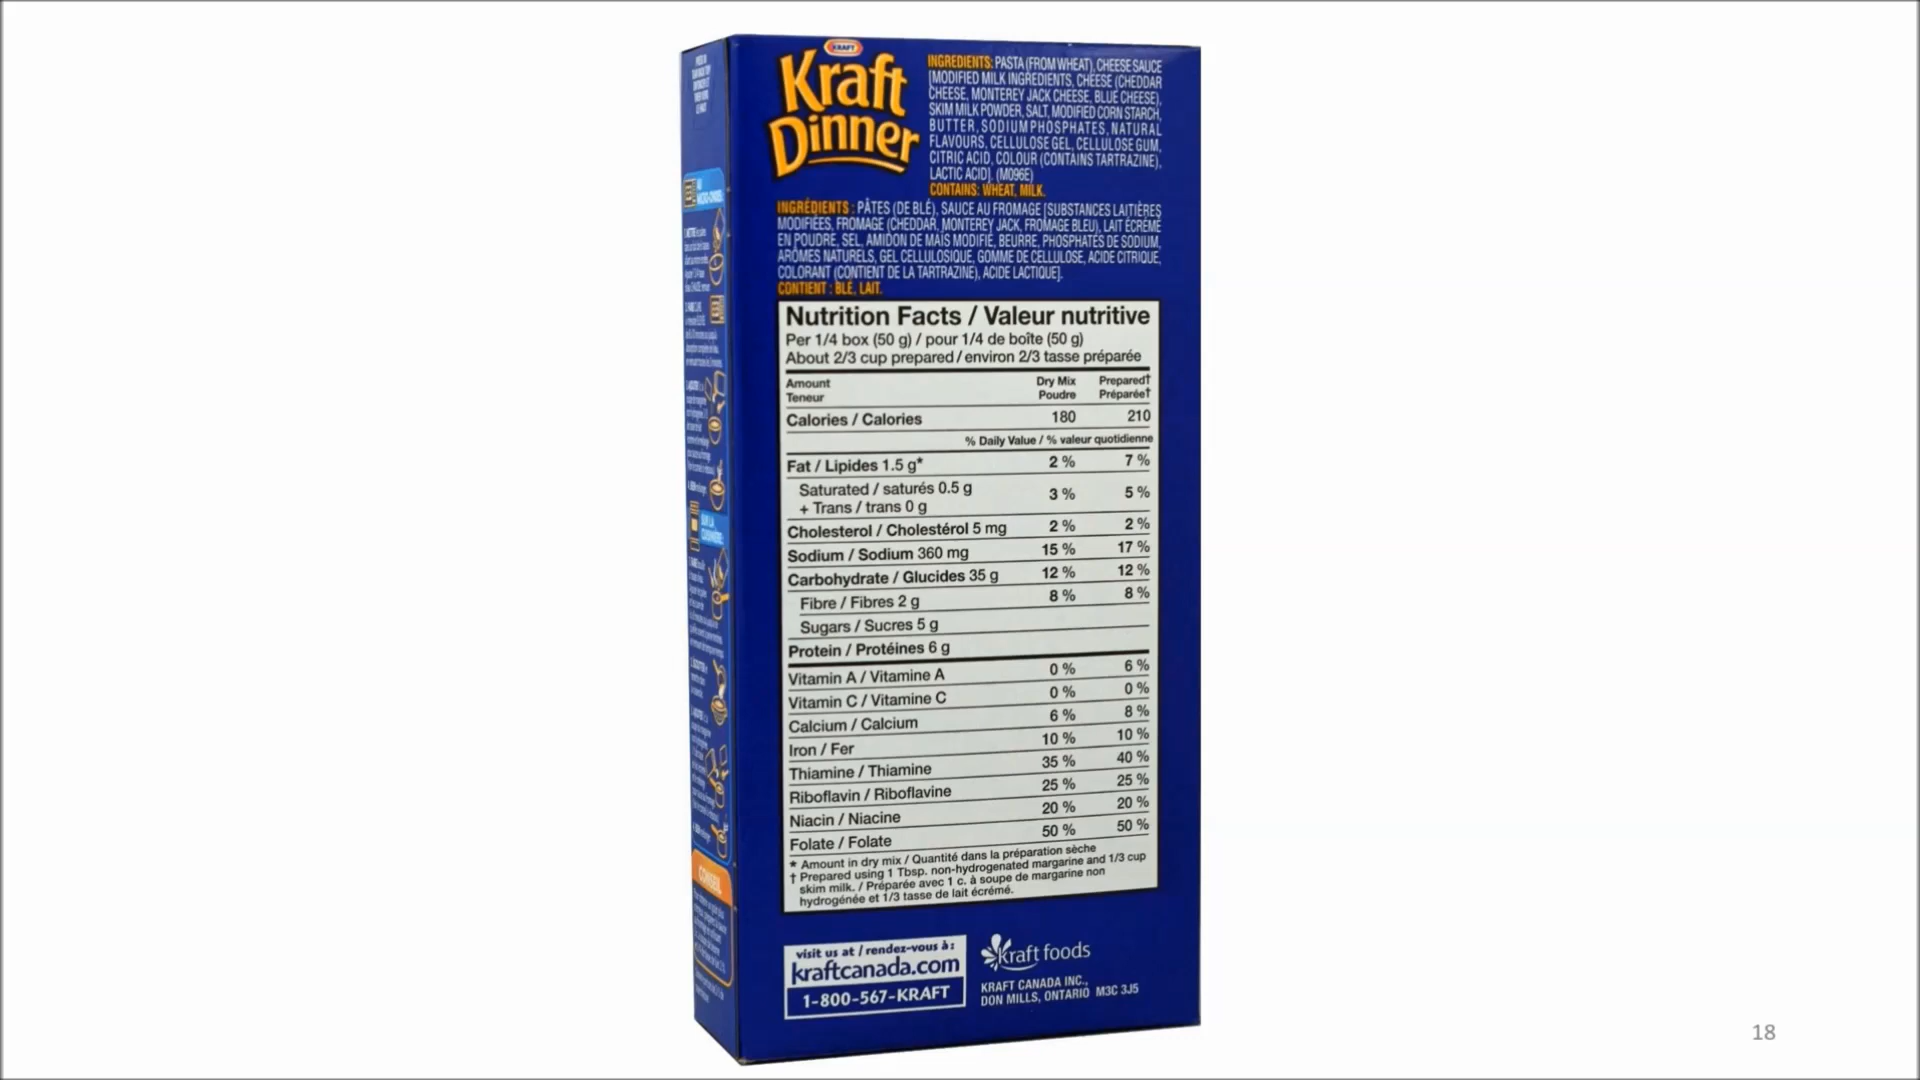 KRAFT
Kraft
Dinner
INGREDIENTS: PASTA (FROM WHEAT), CHEESE SAUCE
[MODIFIED MILK INGREDIENTS, CHEESE (CHEDDAR
CHEESE, MONTEREY JACK CHEESE, BLUE CHEESE),
SKIM MILK POWDER, SALT, MODIFIED CORN STARCH,
BUTTER, SODIUM PHOSPHATES, NATURAL
FLAVOURS, CELLULOSE GEL, CELLULOSE GUM,
CITRIC ACID, COLOUR (CONTAINS TARTRAZINE),
LACTIC ACID]. (M096E)
CONTAINS: WHEAT, MILK.
INGRÉDIENTS : PÂTES (DE BLÉ), SAUCE AU FROMAGE [SUBSTANCES LAITIÈRES
MODIFIÉES, FROMAGE (CHEDDAR, MONTEREY JACK, FROMAGE BLEU), LAIT ÉCRÉMÉ
EN POUDRE, SEL, AMIDON DE MAÏS MODIFIÉ, BEURRE, PHOSPHATES DE SODIUM,
ARÔMES NATURELS, GEL CELLULOSIQUE, GOMME DE CELLULOSE, ACIDE CITRIQUE,
COLORANT (CONTIENT DE LA TARTRAZINE), ACIDE LACTIQUE].
CONTIENT : BLÉ, LAIT.
Nutrition Facts / Valeur nutritive
Per 1/4 box (50 g) / pour 1/4 de boîte (50 g)
About 2/3 cup prepared / environ 2/3 tasse préparée
Amount Dry Mix Prepared†
Teneur Poudre Préparée†
Calories / Calories 180 210
% Daily Value / % valeur quotidienne
Fat / Lipides 1.5 g* 2 % 7 %
Saturated / saturés 0.5 g
+ Trans / trans 0 g 3 % 5 %
Cholesterol / Cholestérol 5 mg 2 % 2 %
Sodium / Sodium 360 mg 15 % 17 %
Carbohydrate / Glucides 35 g 12 % 12 %
Fibre / Fibres 2 g 8 % 8 %
Sugars / Sucres 5 g
Protein / Protéines 6 g
Vitamin A / Vitamine A 0 % 6 %
Vitamin C / Vitamine C 0 % 0 %
Calcium / Calcium 6 % 8 %
Iron / Fer 10 % 10 %
Thiamine / Thiamine 35 % 40 %
Riboflavin / Riboflavine 25 % 25 %
Niacin / Niacine 20 % 20 %
Folate / Folate 50 % 50 %
* Amount in dry mix / Quantité dans la préparation sèche
† Prepared using 1 Tbsp. non-hydrogenated margarine and 1/3 cup
skim milk. / Préparée avec 1 c. à soupe de margarine non
hydrogénée et 1/3 tasse de lait écrémé.
visit us at / rendez-vous à :
kraftcanada.com
1-800-567-KRAFT
kraft foods
KRAFT CANADA INC.,
DON MILLS, ONTARIO M3C 3J5
CONSEIL
18